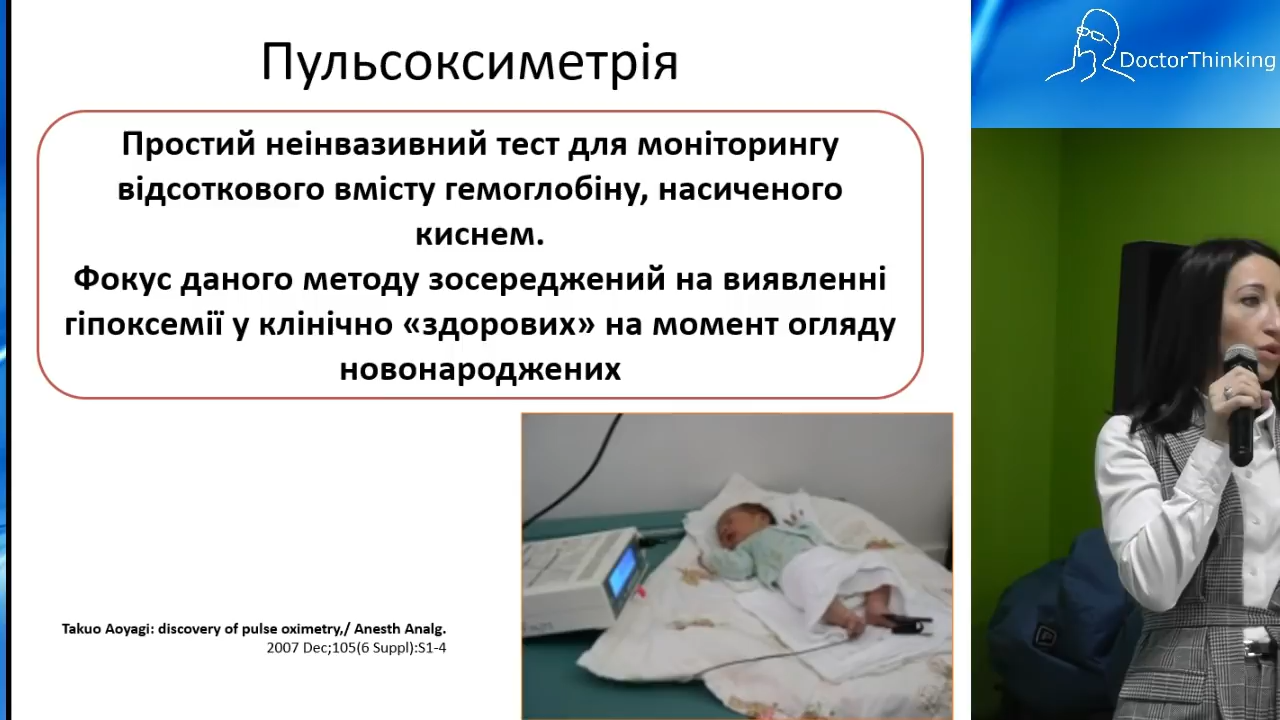 Пульсоксиметрія
DoctorThinking
Простий неінвазивний тест для моніторингу
відсоткового вмісту гемоглобіну, насиченого
киснем.
Фокус даного методу зосереджений на виявленні
гіпоксемії у клінічно «здорових» на момент огляду
новонароджених
Takuo Aoyagi: discovery of pulse oximetry,/ Anesth Analg.
2007 Dec;105(6 Suppl):S1-4